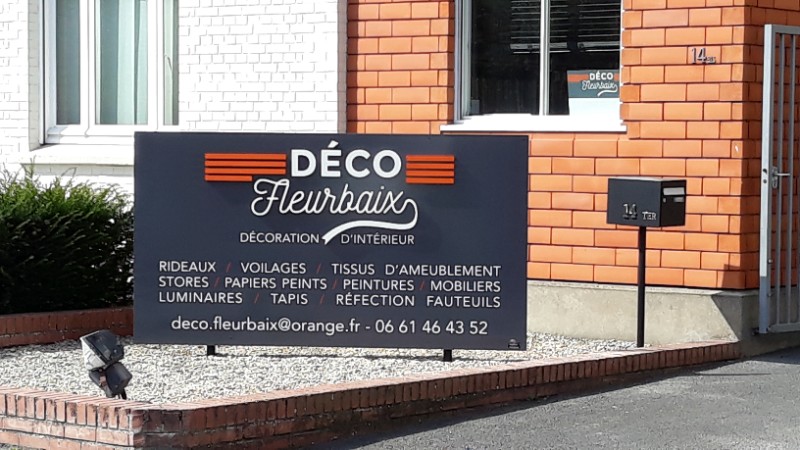 DÉCO
Fleurbaix
DÉCORATION D'INTÉRIEUR
RIDEAUX / VOILAGES / TISSUS D'AMEUBLEMENT
STORES / PAPIERS PEINTS / PEINTURES / MOBILIERS
LUMINAIRES / TAPIS / RÉFECTION FAUTEUILS
deco.fleurbaix@orange.fr - 06 61 46 43 52
DÉCO
Fleurbaix
14 TER
14 TER